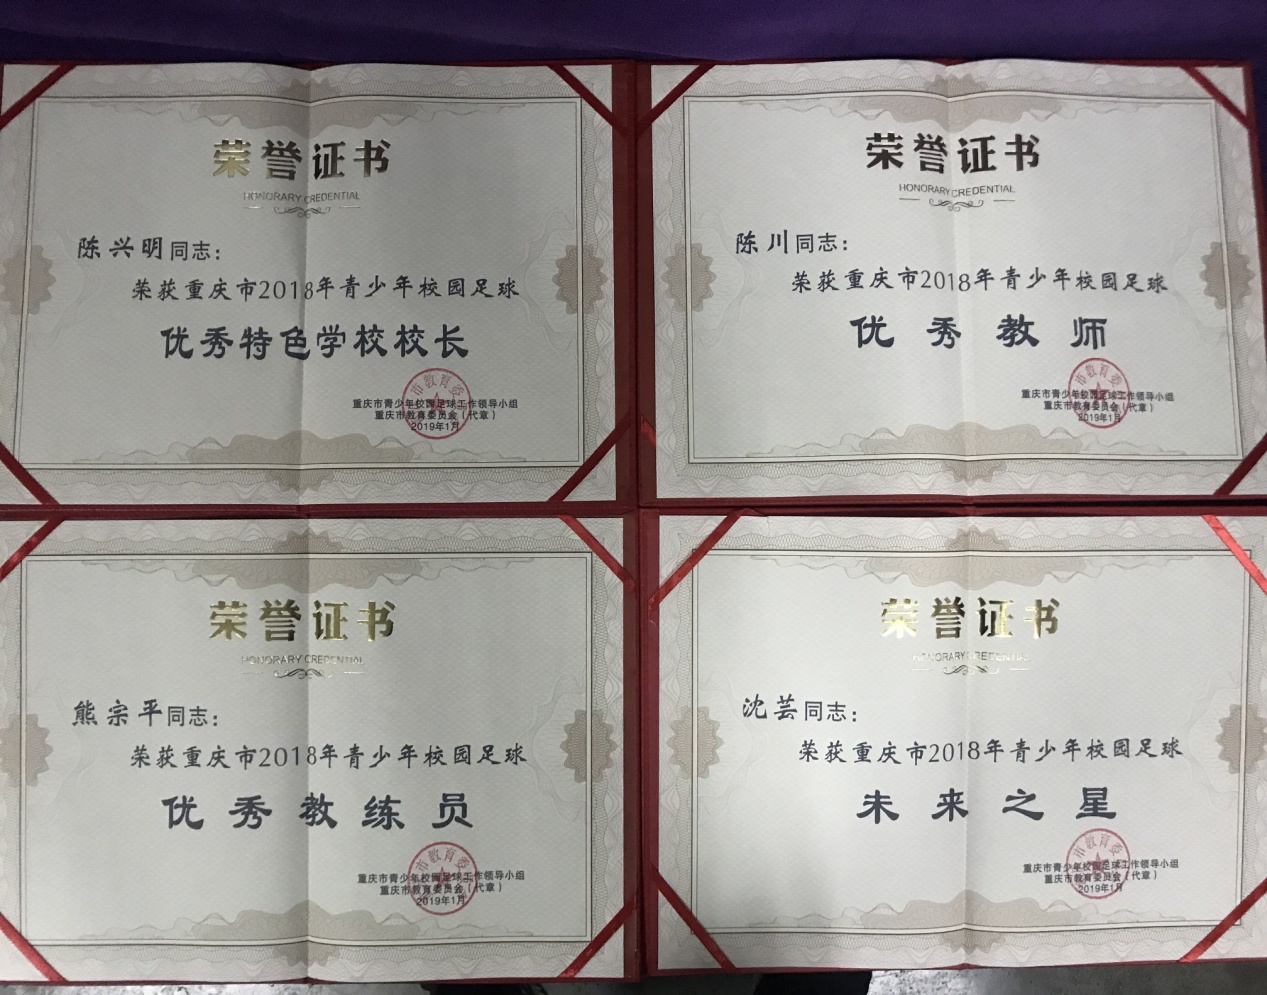 荣誉证书
HONORARY CREDENTIAL
陈兴明同志：
荣获重庆市2018年青少年校园足球
优秀特色学校校长
重庆市青少年校园足球工作领导小组
重庆市教育委员会（代章）
2019年1月
荣誉证书
HONORARY CREDENTIAL
陈川同志：
荣获重庆市2018年青少年校园足球
优秀教师
重庆市青少年校园足球工作领导小组
重庆市教育委员会（代章）
2019年1月
荣誉证书
HONORARY CREDENTIAL
熊宗平同志：
荣获重庆市2018年青少年校园足球
优秀教练员
重庆市青少年校园足球工作领导小组
重庆市教育委员会（代章）
2019年1月
荣誉证书
HONORARY CREDENTIAL
沈芸同志：
荣获重庆市2018年青少年校园足球
未来之星
重庆市青少年校园足球工作领导小组
重庆市教育委员会（代章）
2019年1月